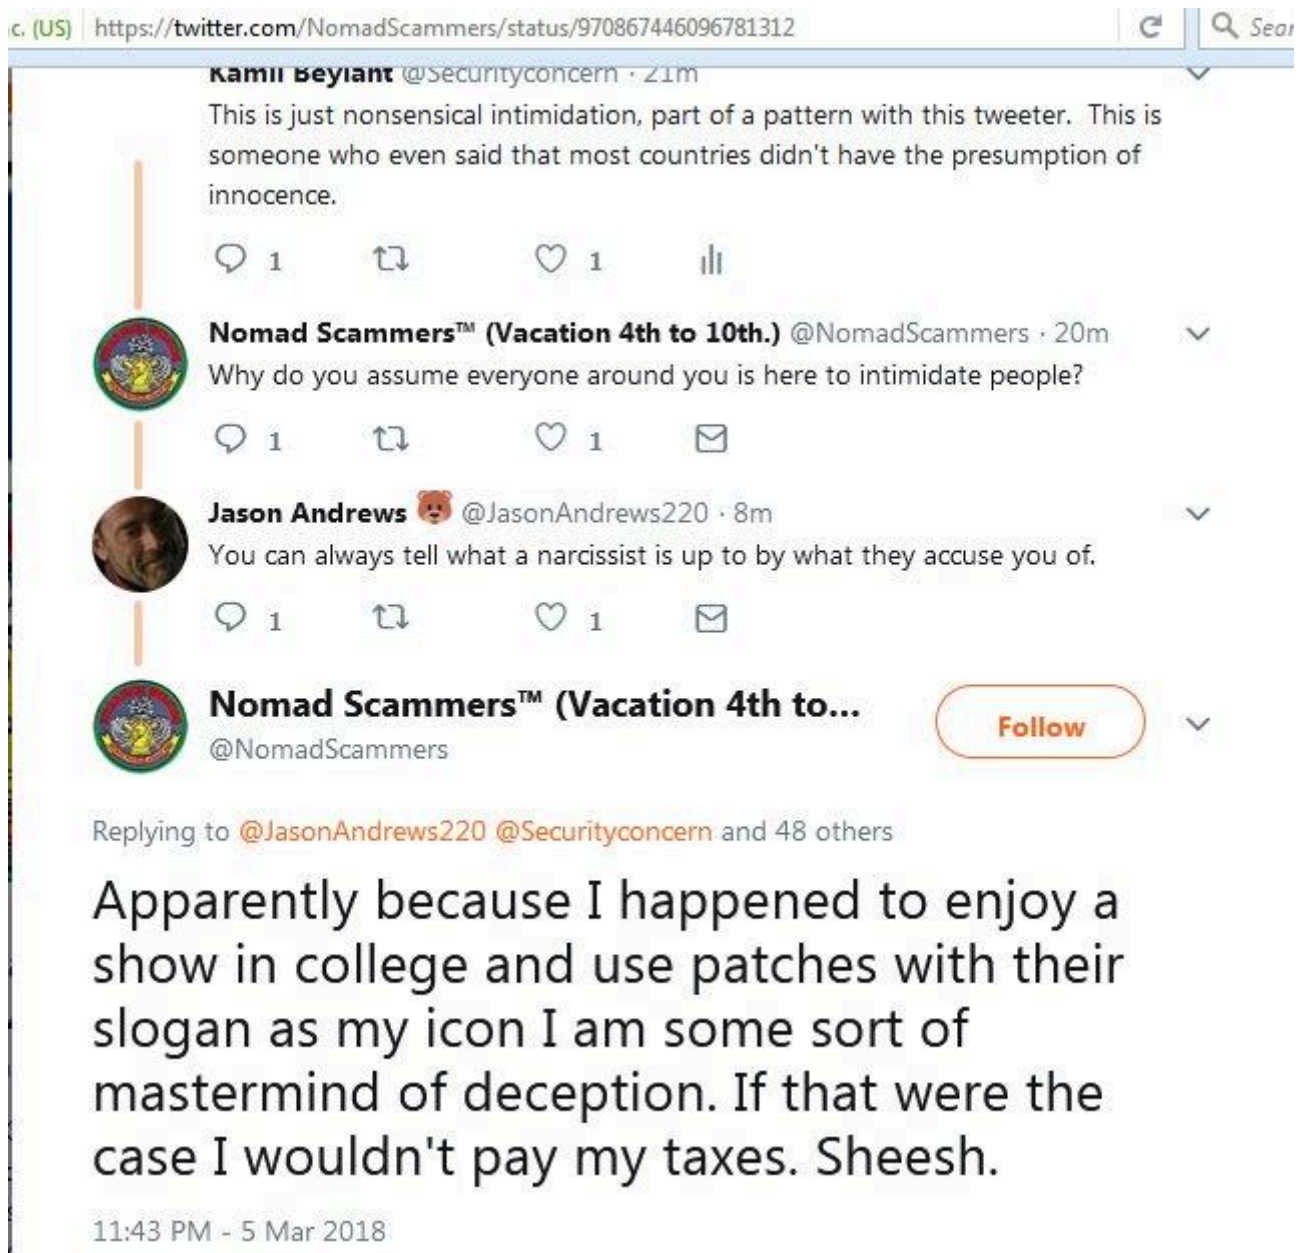 c. (US) https://twitter.com/NomadScammers/status/970867446096781312
Kamil Beylant @Securityconcern · 21m
This is just nonsensical intimidation, part of a pattern with this tweeter. This is
someone who even said that most countries didn't have the presumption of
innocence.
1 1
Nomad Scammers™ (Vacation 4th to 10th.) @NomadScammers · 20m
Why do you assume everyone around you is here to intimidate people?
1 1
Jason Andrews 🐻 @JasonAndrews220 · 8m
You can always tell what a narcissist is up to by what they accuse you of.
1 1
Nomad Scammers™ (Vacation 4th to...
Follow
@NomadScammers
Replying to @JasonAndrews220 @Securityconcern and 48 others
Apparently because I happened to enjoy a
show in college and use patches with their
slogan as my icon I am some sort of
mastermind of deception. If that were the
case I wouldn't pay my taxes. Sheesh.
11:43 PM - 5 Mar 2018